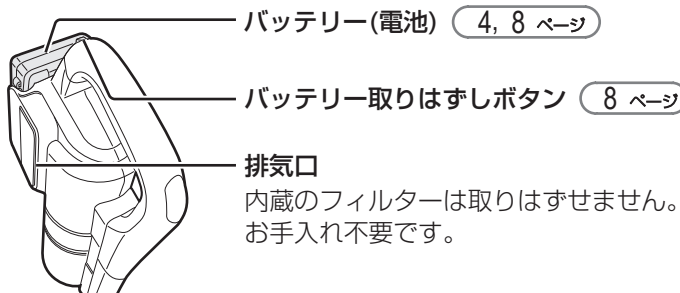 バッテリー(電池) 4, 8 ページ
バッテリー取りはずしボタン 8 ページ
排気口
内蔵のフィルターは取りはずせません。
お手入れ不要です。